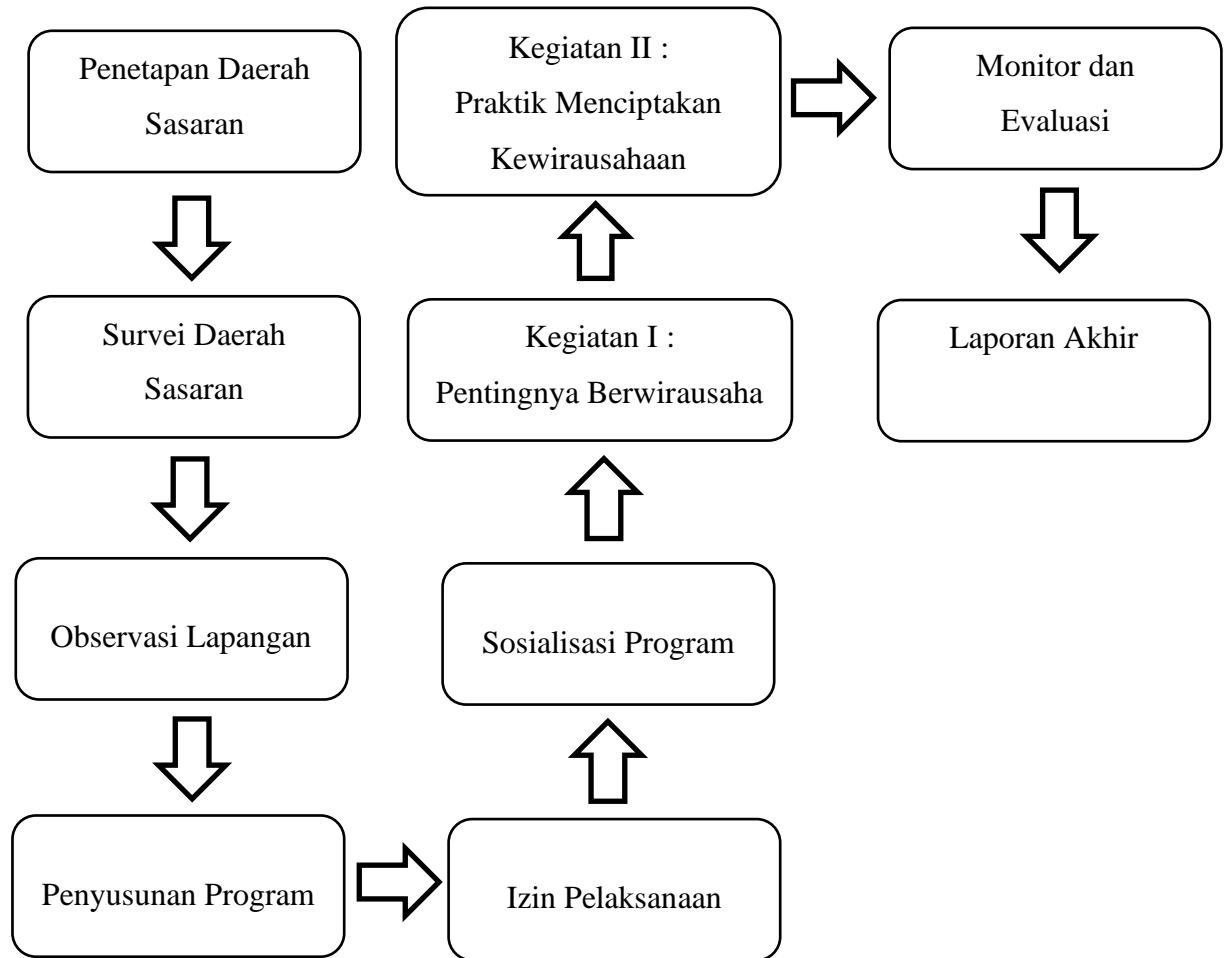 Penetapan Daerah
Sasaran
Survei Daerah
Sasaran
Observasi Lapangan
Penyusunan Program
Izin Pelaksanaan
Sosialisasi Program
Kegiatan I :
Pentingnya Berwirausaha
Kegiatan II :
Praktik Menciptakan
Kewirausahaan
Monitor dan
Evaluasi
Laporan Akhir